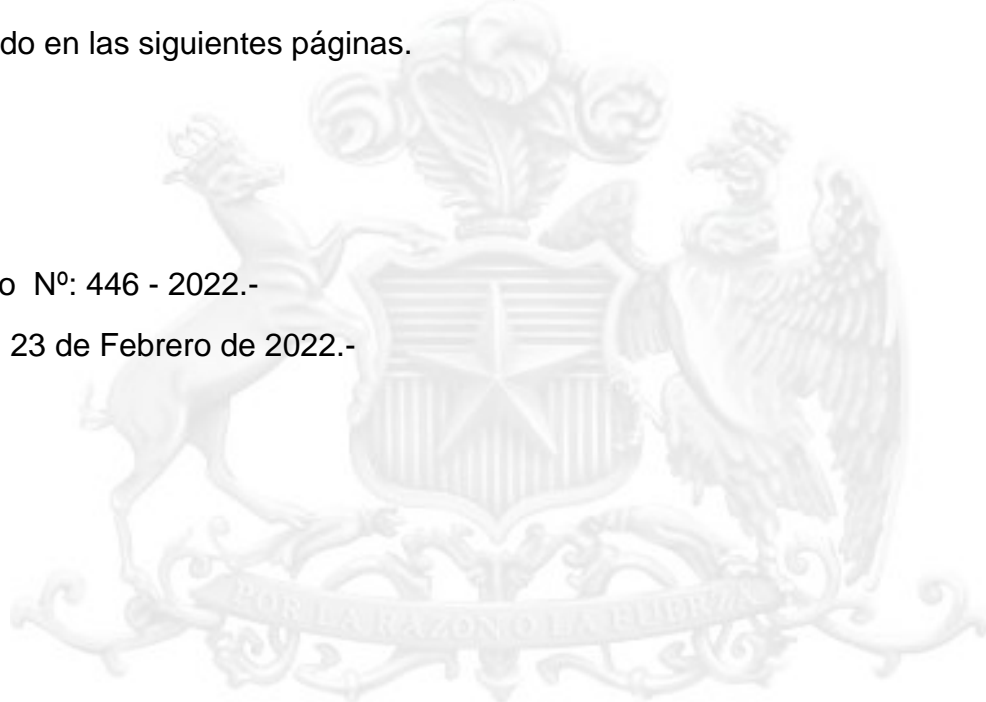 do en las siguientes páginas.
o Nº: 446 - 2022.-
23 de Febrero de 2022.-
POR LA RAZON O LA FUERZA